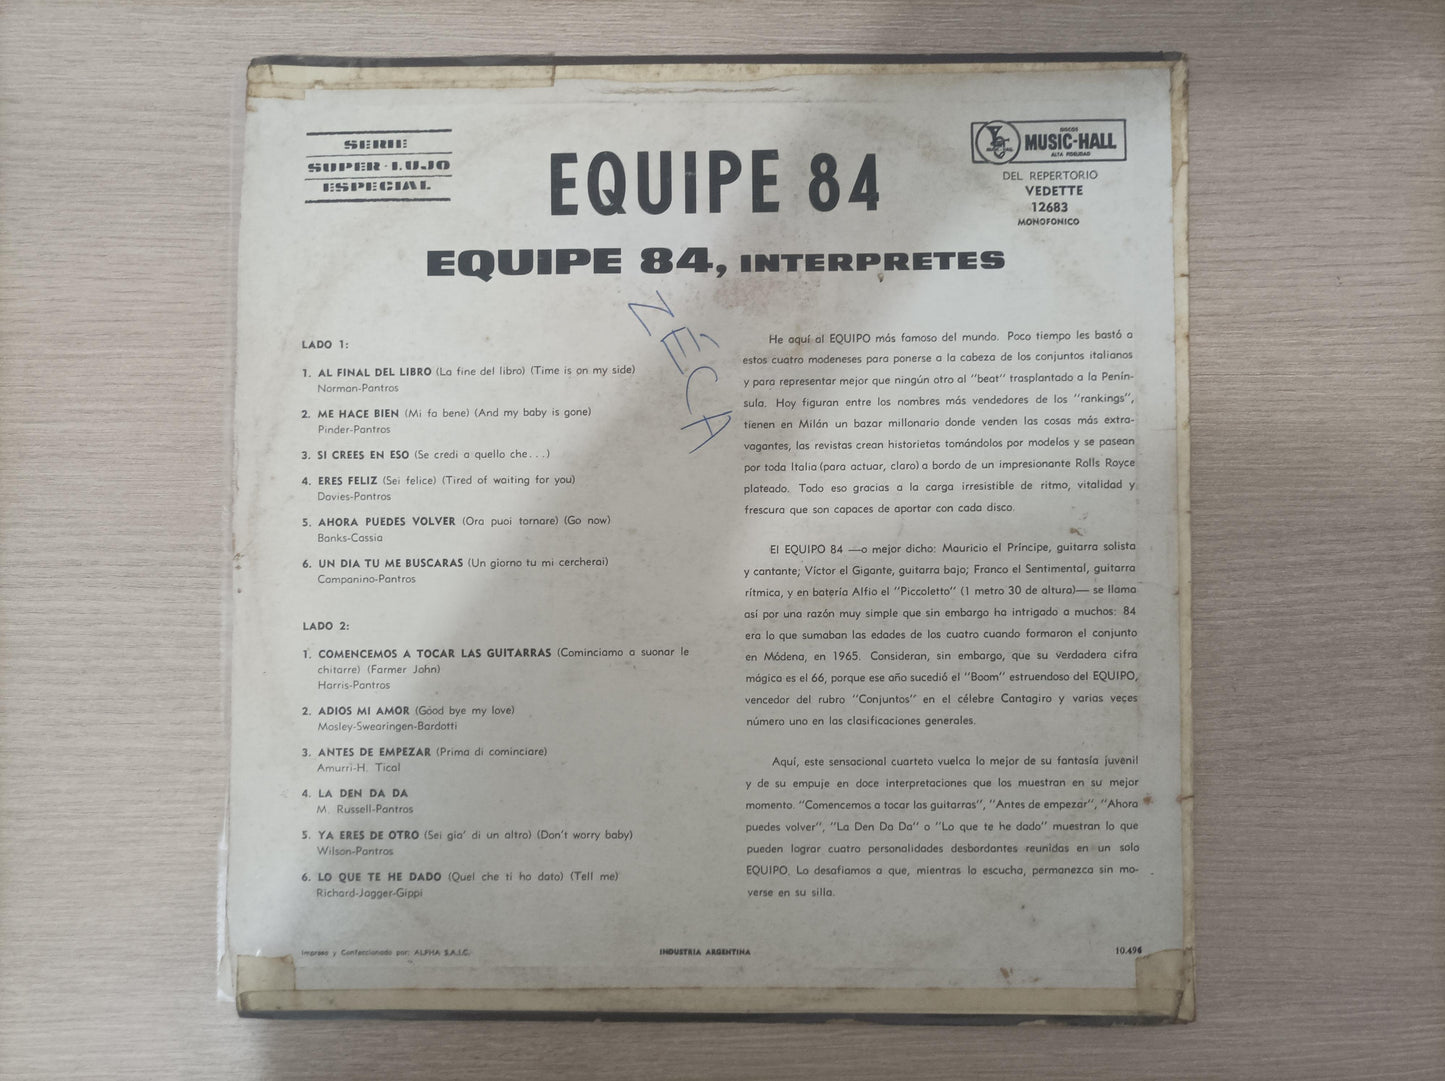 SERIE
SUPER-LUJO
ESPECIAL
EQUIPE 84
DISCOS
MUSIC-HALL
ALTA FIDELIDAD
DEL REPERTORIO
VEDETTE
12683
MONOFONICO
EQUIPE 84, INTERPRETES
ZÉCA
LADO 1:
1. AL FINAL DEL LIBRO (La fine del libro) (Time is on my side)
Norman-Pantros
2. ME HACE BIEN (Mi fa bene) (And my baby is gone)
Pinder-Pantros
3. SI CREES EN ESO (Se credi a quello che...)
4. ERES FELIZ (Sei felice) (Tired of waiting for you)
Davies-Pantros
5. AHORA PUEDES VOLVER (Ora puoi tornare) (Go now)
Banks-Cassia
6. UN DIA TU ME BUSCARAS (Un giorno tu mi cercherai)
Campanino-Pantros
LADO 2:
1. COMENCEMOS A TOCAR LAS GUITARRAS (Cominciamo a suonar le
chitarre) (Farmer John)
Harris-Pantros
2. ADIOS MI AMOR (Good bye my love)
Mosley-Swearingen-Bardotti
3. ANTES DE EMPEZAR (Prima di cominciare)
Amurri-H. Tical
4. LA DEN DA DA
M. Russell-Pantros
5. YA ERES DE OTRO (Sei gia' di un altro) (Don't worry baby)
Wilson-Pantros
6. LO QUE TE HE DADO (Quel che ti ho dato) (Tell me)
Richard-Jagger-Gippi
He aquí al EQUIPO más famoso del mundo. Poco tiempo les bastó a
estos cuatro modeneses para ponerse a la cabeza de los conjuntos italianos
y para representar mejor que ningún otro al "beat" trasplantado a la Penín-
sula. Hoy figuran entre los nombres más vendedores de los "rankings",
tienen en Milán un bazar millonario donde venden las cosas más extra-
vagantes, las revistas crean historietas tomándolos por modelos y se pasean
por toda Italia (para actuar, claro) a bordo de un impresionante Rolls Royce
plateado. Todo eso gracias a la carga irresistible de ritmo, vitalidad y
frescura que son capaces de aportar con cada disco.
El EQUIPO 84 —o mejor dicho: Mauricio el Príncipe, guitarra solista
y cantante; Víctor el Gigante, guitarra bajo; Franco el Sentimental, guitarra
rítmica, y en batería Alfio el "Piccoletto" (1 metro 30 de altura)— se llama
así por una razón muy simple que sin embargo ha intrigado a muchos: 84
era lo que sumaban las edades de los cuatro cuando formaron el conjunto
en Módena, en 1965. Consideran, sin embargo, que su verdadera cifra
mágica es el 66, porque ese año sucedió el "Boom" estruendoso del EQUIPO,
vencedor del rubro "Conjuntos" en el célebre Cantagiro y varias veces
número uno en las clasificaciones generales.
Aquí, este sensacional cuarteto vuelca lo mejor de su fantasía juvenil
y de su empuje en doce interpretaciones que los muestran en su mejor
momento. "Comencemos a tocar las guitarras", "Antes de empezar", "Ahora
puedes volver", "La Den Da Da" o "Lo que te he dado" muestran lo que
pueden lograr cuatro personalidades desbordantes reunidas en un solo
EQUIPO. Lo desafiamos a que, mientras lo escucha, permanezca sin mo-
verse en su silla.
Impreso y Confeccionado por: ALPHA S.A.I.C.
INDUSTRIA ARGENTINA
10.496